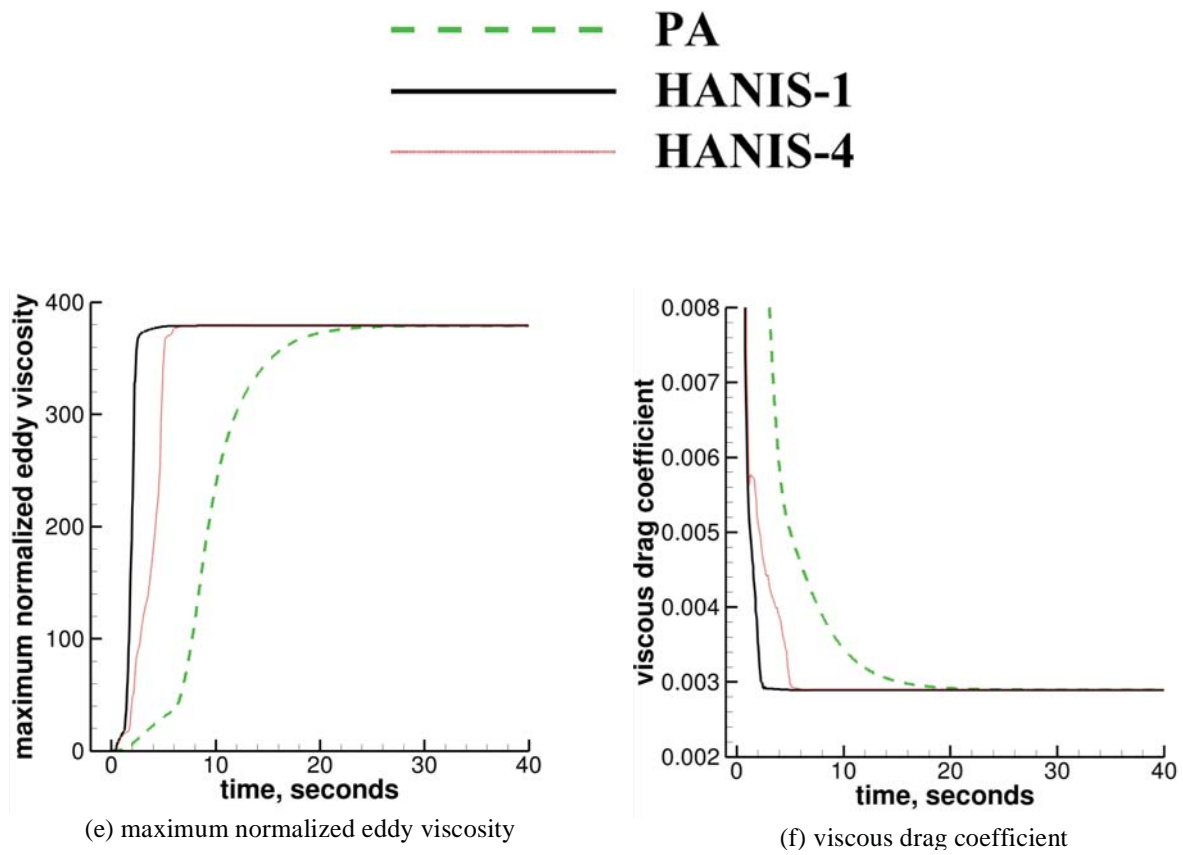 PA
HANIS-1
HANIS-4
maximum normalized eddy viscosity
400
300
200
100
0
0 10 20 30 40
time, seconds
(e) maximum normalized eddy viscosity
viscous drag coefficient
0.008
0.007
0.006
0.005
0.004
0.003
0.002
0 10 20 30 40
time, seconds
(f) viscous drag coefficient